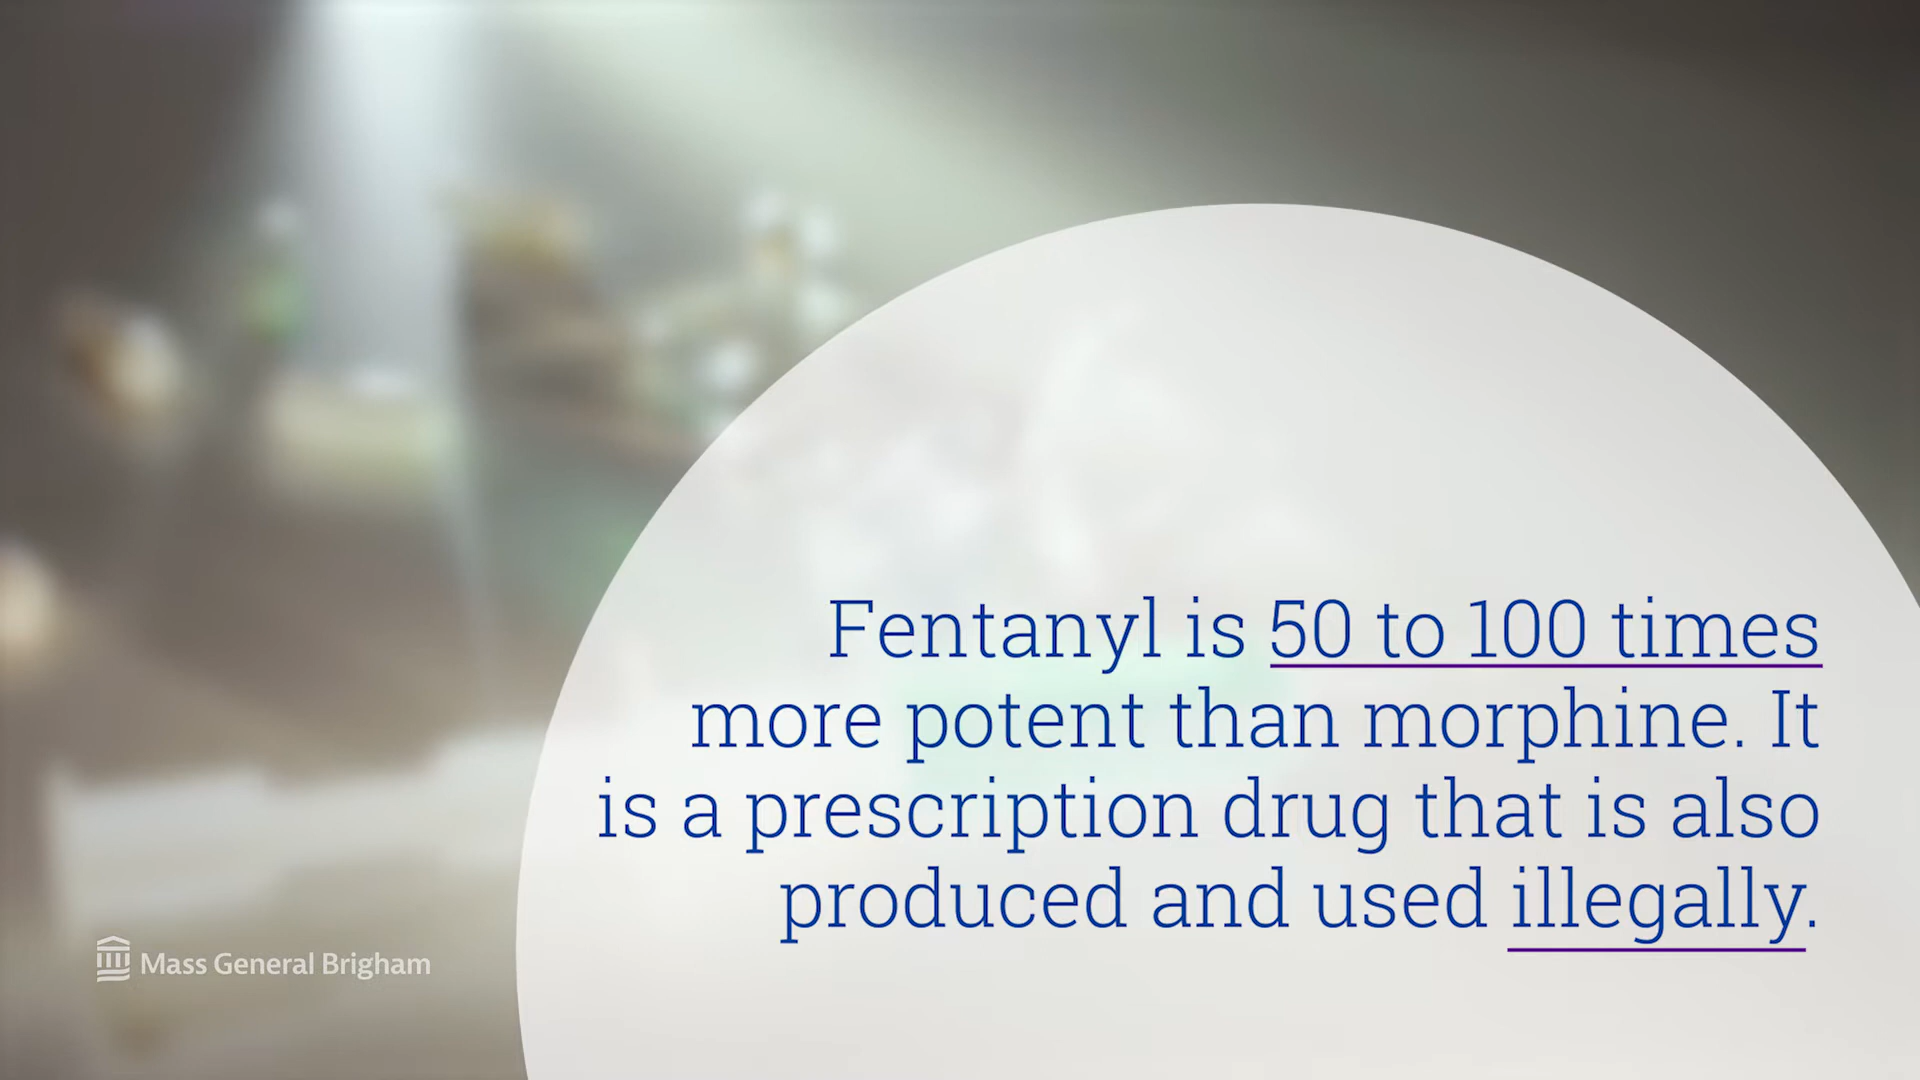 Fentanyl is 50 to 100 times
more potent than morphine. It
is a prescription drug that is also
produced and used illegally.
Mass General Brigham